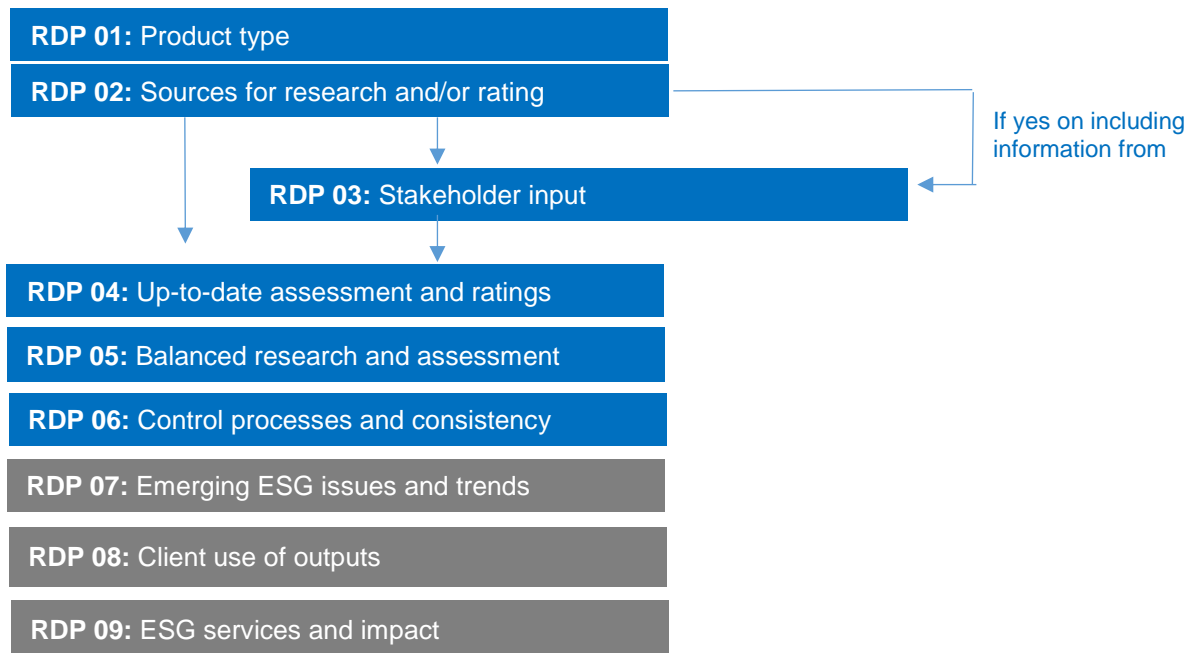 RDP 01: Product type
RDP 02: Sources for research and/or rating
If yes on including
information from
RDP 03: Stakeholder input
RDP 04: Up-to-date assessment and ratings
RDP 05: Balanced research and assessment
RDP 06: Control processes and consistency
RDP 07: Emerging ESG issues and trends
RDP 08: Client use of outputs
RDP 09: ESG services and impact